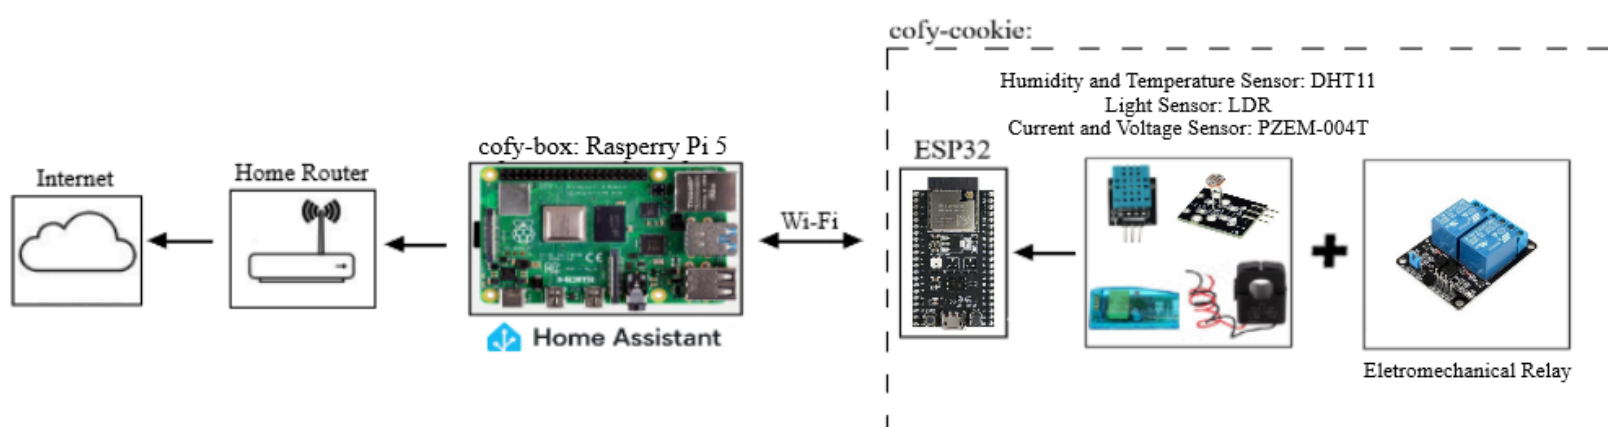 cofy-cookie:
Humidity and Temperature Sensor: DHT11
Light Sensor: LDR
Current and Voltage Sensor: PZEM-004T
cofy-box: Rasperry Pi 5
ESP32
Internet
Home Router
Wi-Fi
Home Assistant
Eletromechanical Relay